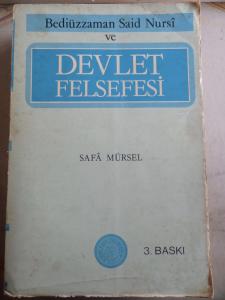 Bediüzzaman Said Nursî
ve
DEVLET
FELSEFESİ
SAFÂ MÜRSEL
3. BASKI